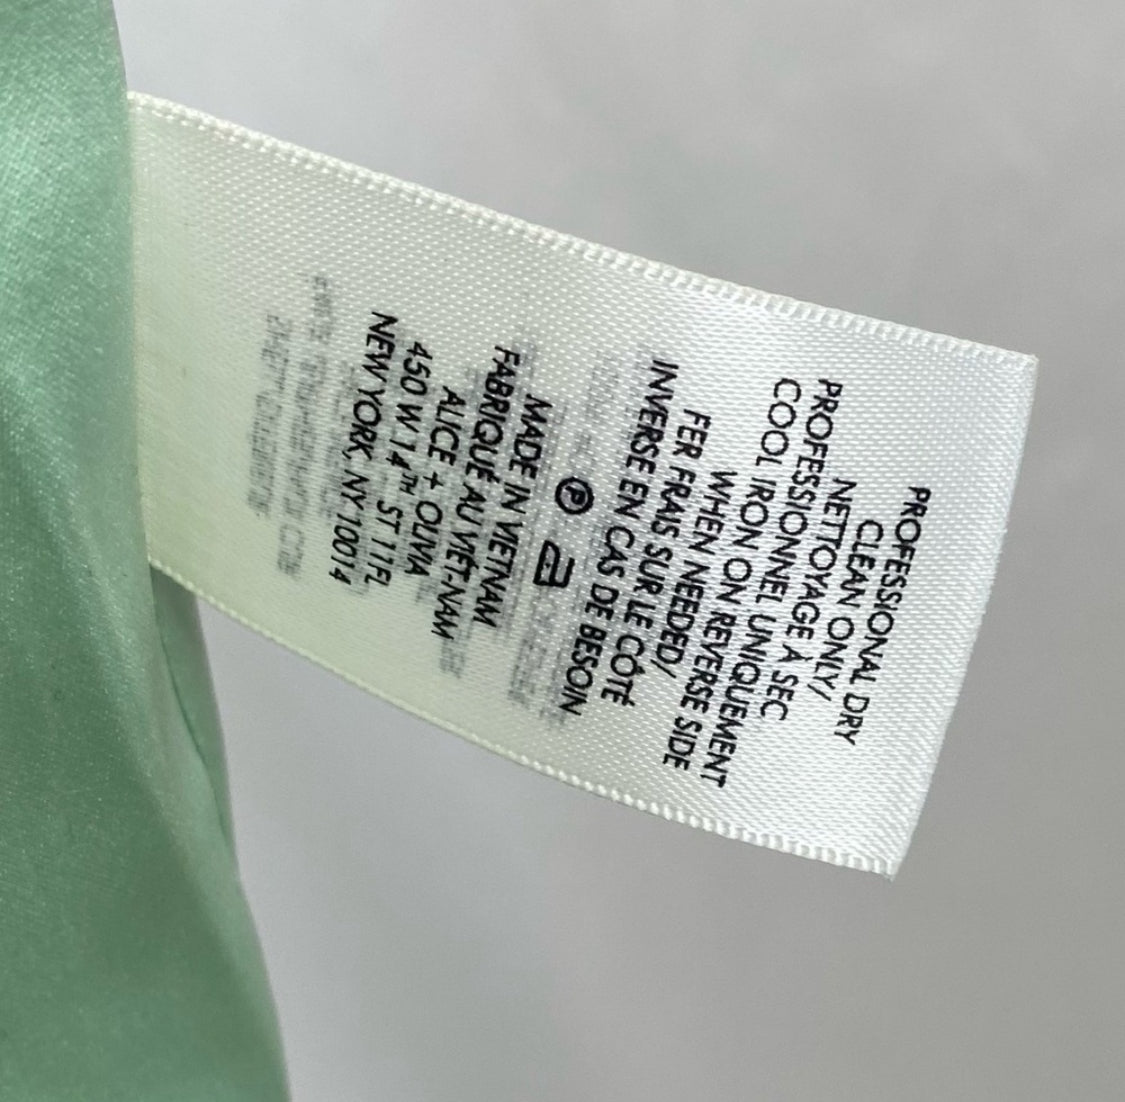 PROFESSIONAL DRY
CLEAN ONLY/
NETTOYAGE À SEC
PROFESSIONNEL UNIQUEMENT
COOL IRON ON REVERSE SIDE
WHEN NEEDED/
FER FRAIS SUR LE CÔTÉ
INVERSE EN CAS DE BESOIN
P
MADE IN VIETNAM
FABRIQUÉ AU VIÊT-NAM
ALICE + OLIVIA
450 W 14TH ST 11FL
NEW YORK, NY 10014